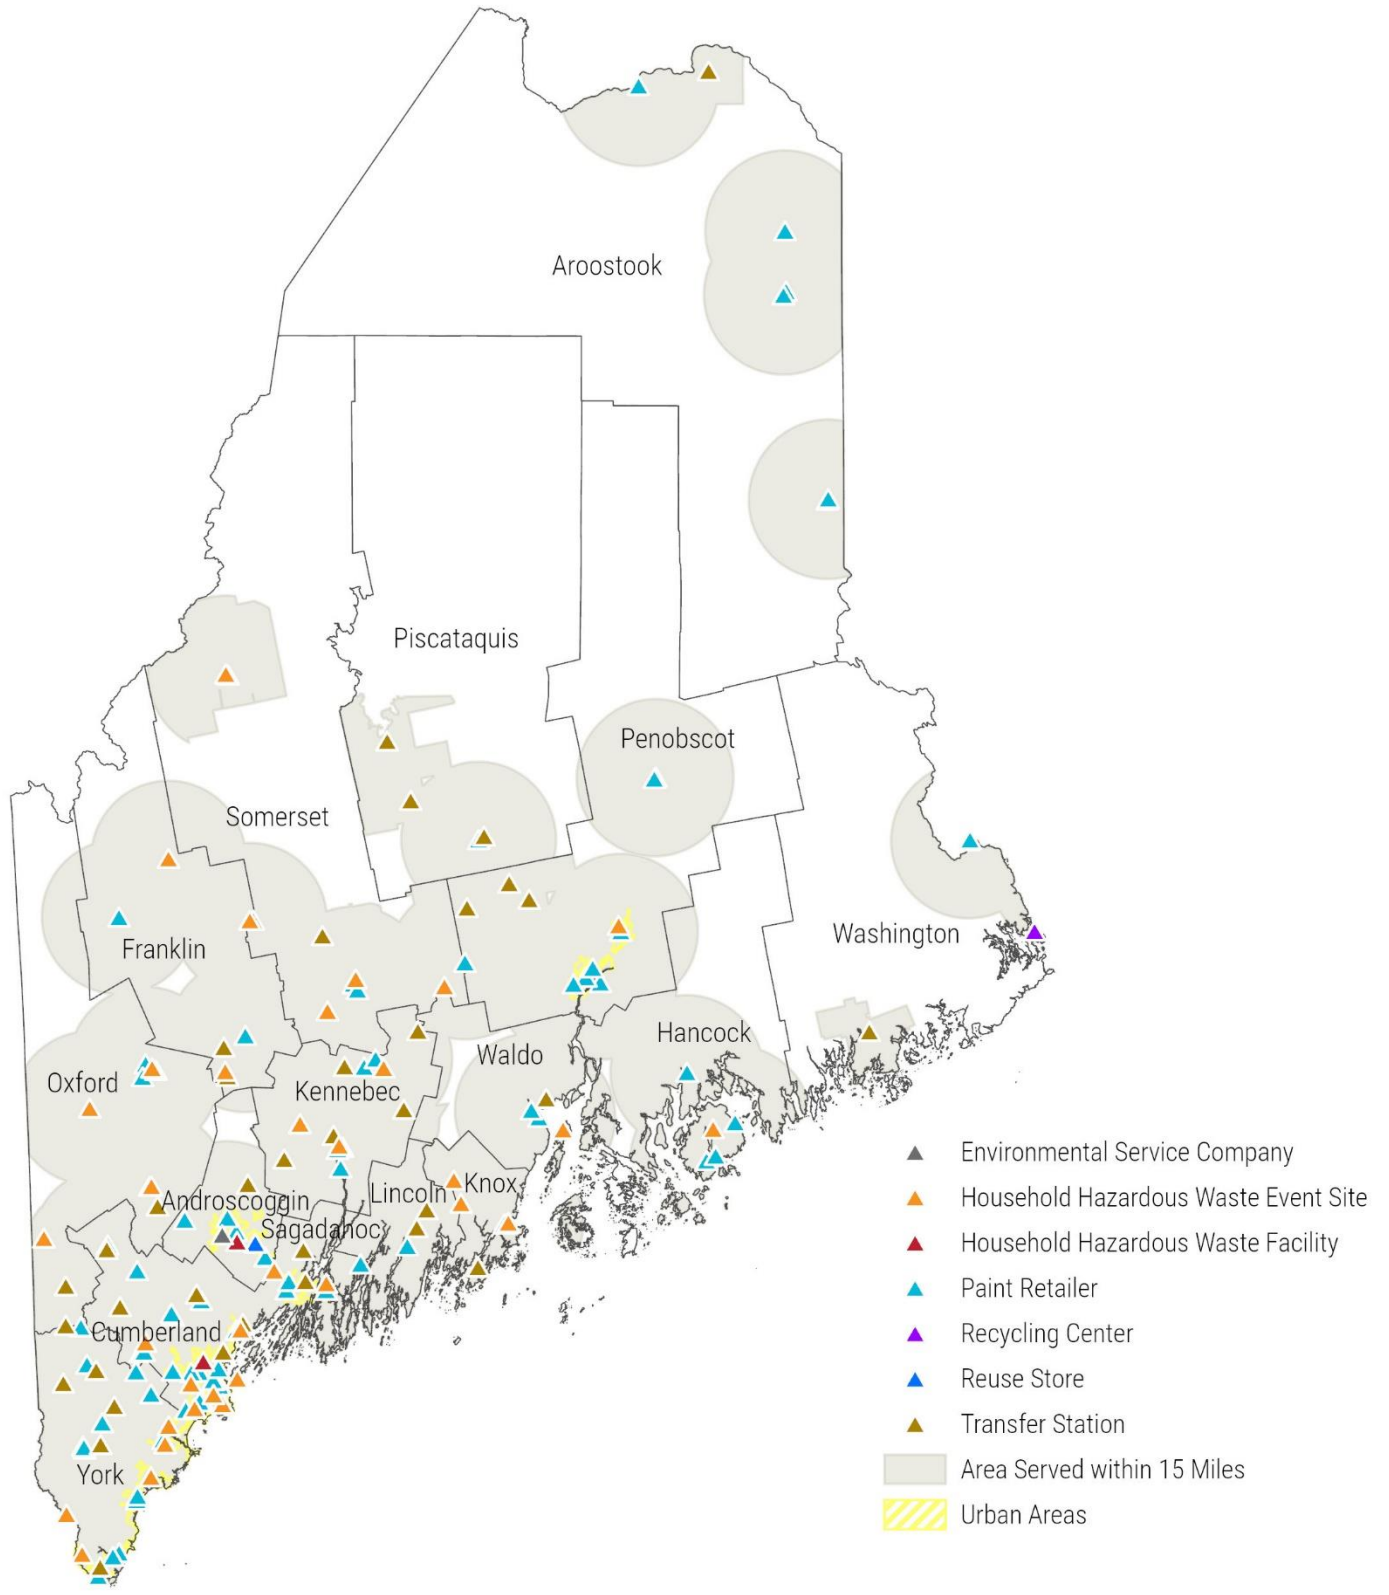 Aroostook
Piscataquis
Penobscot
Somerset
Washington
Franklin
Hancock
Waldo
Oxford
Kennebec
Knox
Lincoln
Androscoggin
Sagadahoc
Cumberland
York
Environmental Service Company
Household Hazardous Waste Event Site
Household Hazardous Waste Facility
Paint Retailer
Recycling Center
Reuse Store
Transfer Station
Area Served within 15 Miles
Urban Areas